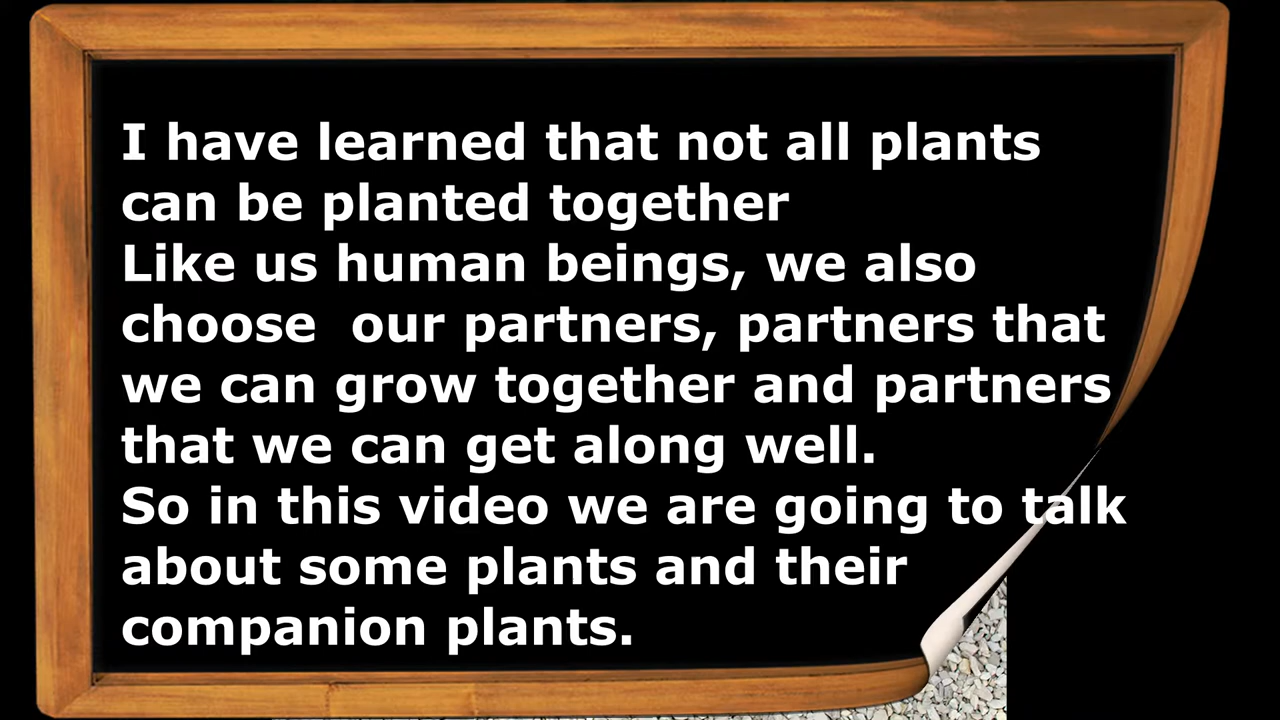 I have learned that not all plants
can be planted together
Like us human beings, we also
choose  our partners, partners that
we can grow together and partners
that we can get along well.
So in this video we are going to talk
about some plants and their
companion plants.